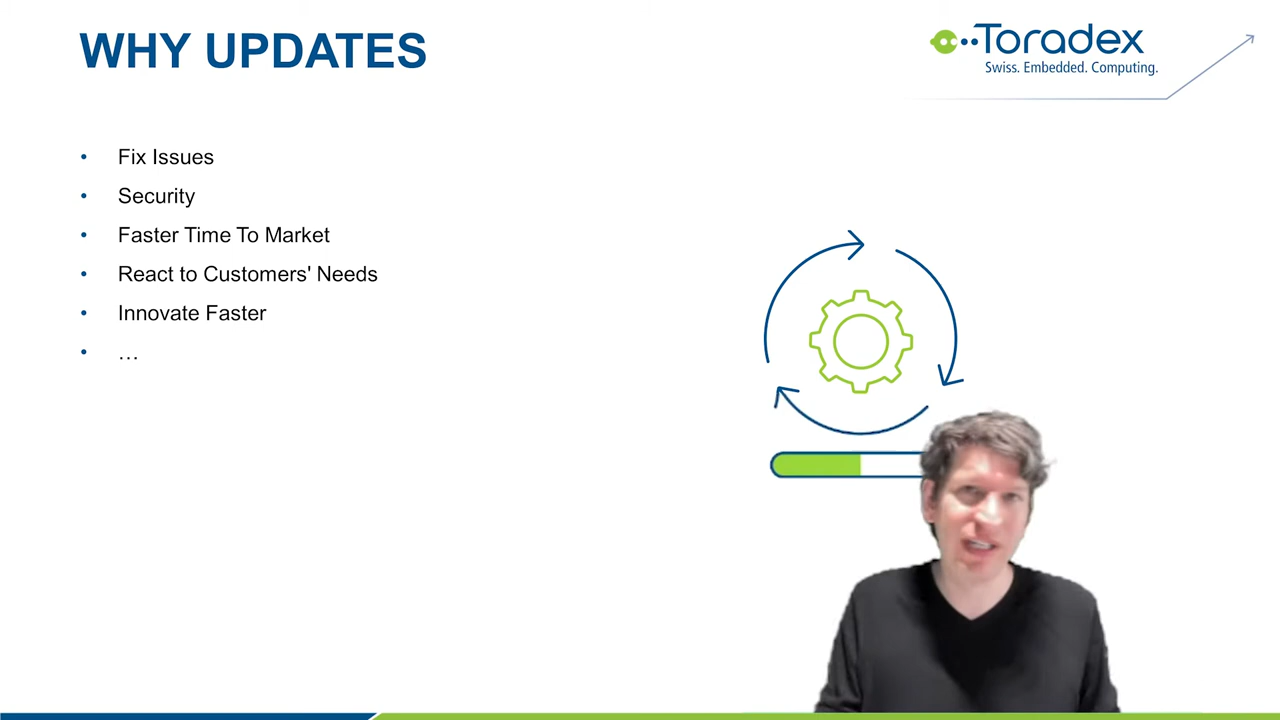 WHY UPDATES
Toradex
Swiss. Embedded. Computing.
• Fix Issues
• Security
• Faster Time To Market
• React to Customers' Needs
• Innovate Faster
• …